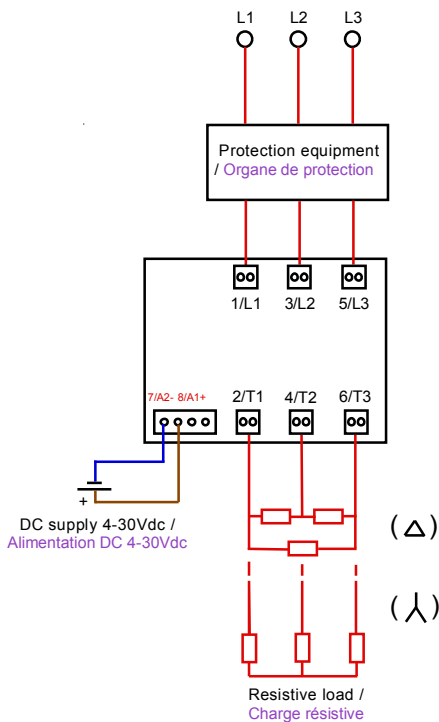 L1 L2 L3
Protection equipment
/ Organe de protection
1/L1 3/L2 5/L3
7/A2- 8/A1+ 2/T1 4/T2 6/T3
+
DC supply 4-30Vdc /
Alimentation DC 4-30Vdc
(△)
(⅄)
Resistive load /
Charge résistive